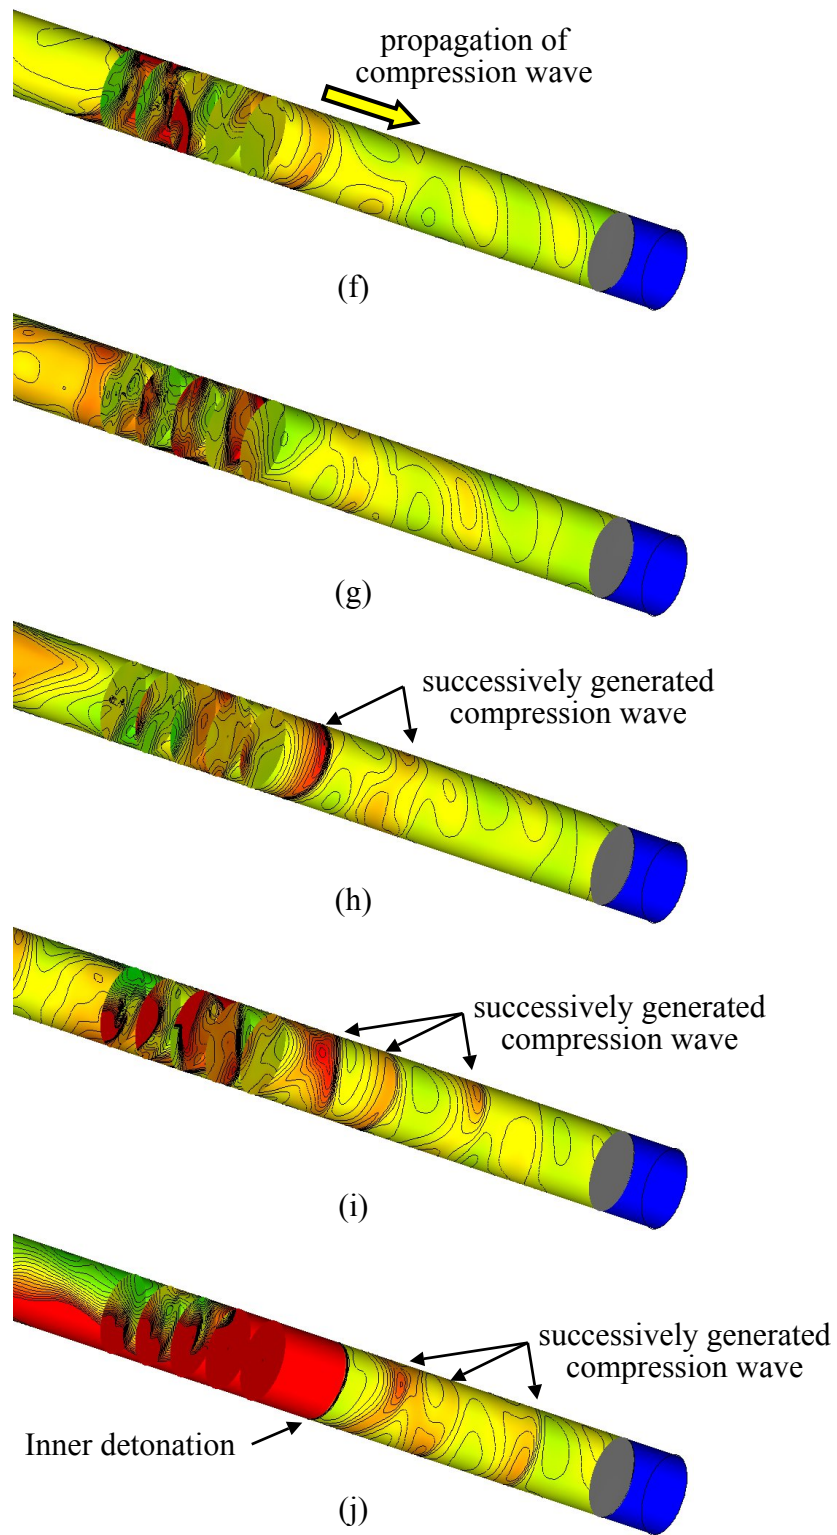 propagation of
compression wave
(f)
(g)
successively generated
compression wave
(h)
successively generated
compression wave
(i)
successively generated
compression wave
Inner detonation
(j)